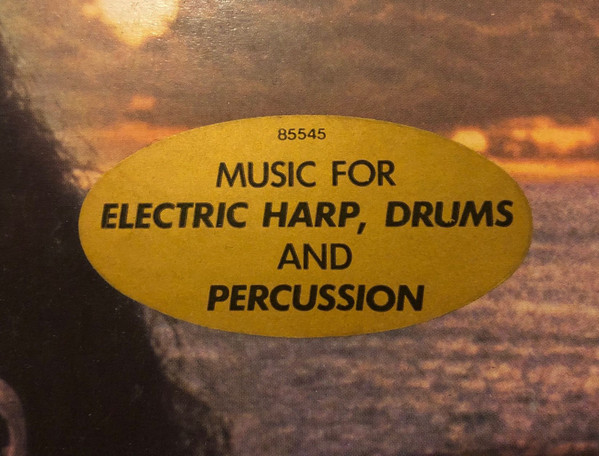 85545
MUSIC FOR
ELECTRIC HARP, DRUMS
AND
PERCUSSION